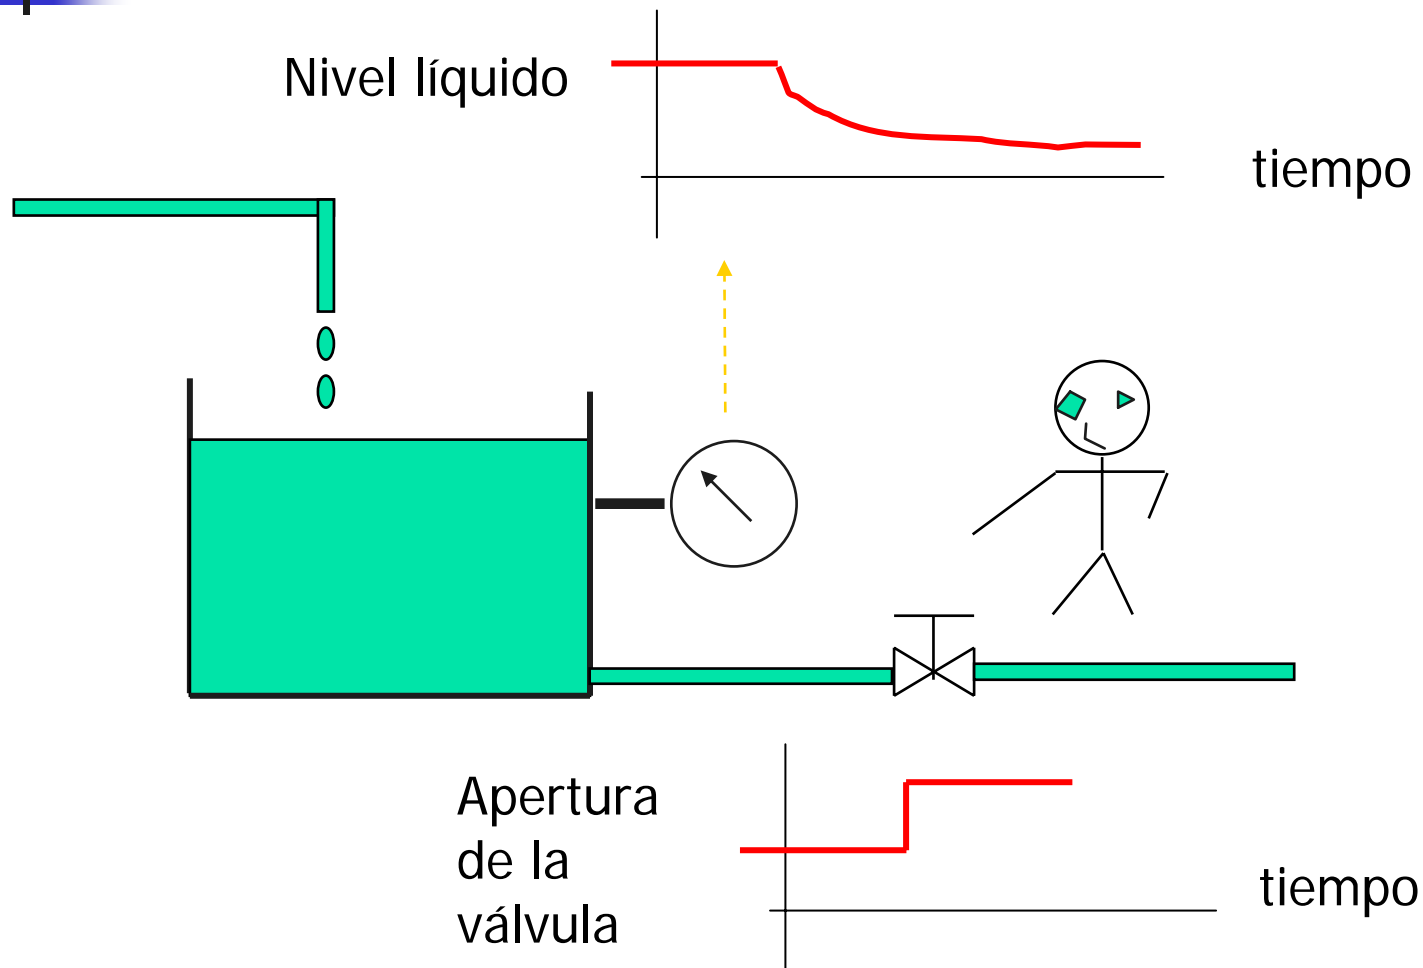 Nivel líquido
tiempo
Apertura
de la
válvula
tiempo